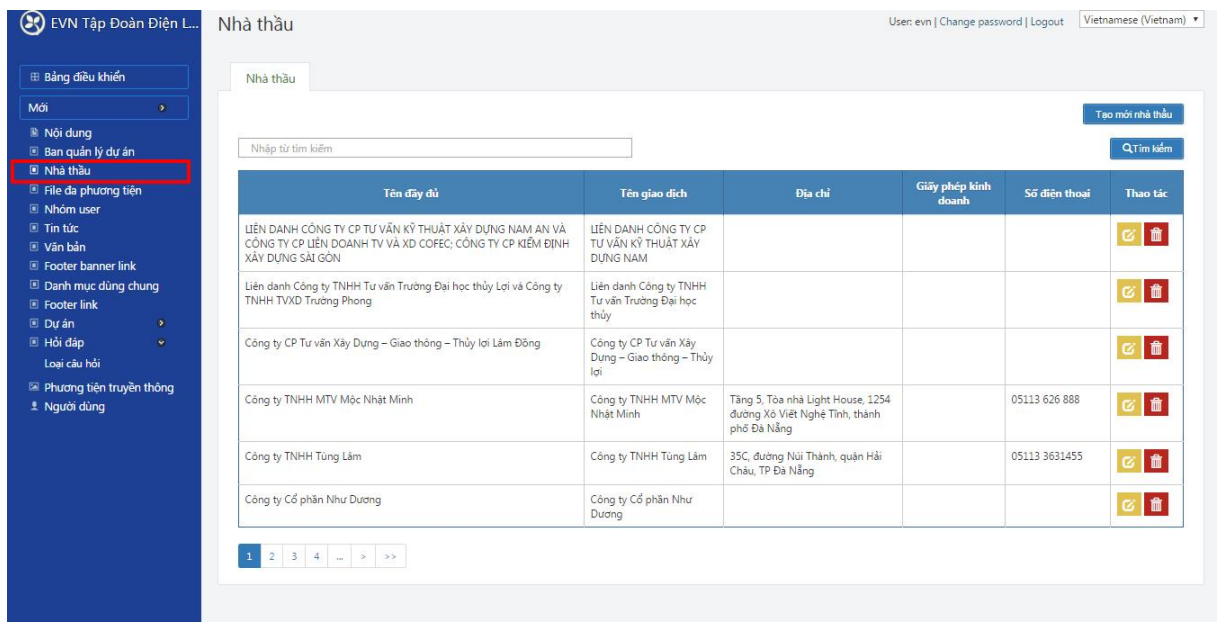 EVN Tập Đoàn Điện L...
Nhà thầu
User: evn | Change password | Logout
Vietnamese (Vietnam)
Bảng điều khiển
Mới
Nội dung
Ban quản lý dự án
Nhà thầu
File đa phương tiện
Nhóm user
Tin tức
Văn bản
Footer banner link
Danh mục dùng chung
Footer link
Dự án
Hỏi đáp
Loại câu hỏi
Phương tiện truyền thông
Người dùng
Nhà thầu
Tạo mới nhà thầu
Nhập từ tìm kiếm
Tìm kiếm
Tên đầy đủ
Tên giao dịch
Địa chỉ
Giấy phép kinh
doanh
Số điện thoại
Thao tác
LIÊN DANH CÔNG TY CP TƯ VẤN KỸ THUẬT XÂY DỰNG NAM AN VÀ
CÔNG TY CP LIÊN DOANH TV VÀ XD COFEC; CÔNG TY CP KIỂM ĐỊNH
XÂY DỰNG SÀI GÒN
LIÊN DANH CÔNG TY CP
TƯ VẤN KỸ THUẬT XÂY
DỰNG NAM
Liên danh Công ty TNHH Tư vấn Trường Đại học thủy Lợi và Công ty
TNHH TVXD Trường Phong
Liên danh Công ty TNHH
Tư vấn Trường Đại học
thủy
Công ty CP Tư vấn Xây Dựng – Giao thông – Thủy lợi Lâm Đồng
Công ty CP Tư vấn Xây
Dựng – Giao thông – Thủy
lợi
Công ty TNHH MTV Mộc Nhật Minh
Công ty TNHH MTV Mộc
Nhật Minh
Tầng 5, Tòa nhà Light House, 1254
đường Xô Viết Nghệ Tĩnh, thành
phố Đà Nẵng
05113 626 888
Công ty TNHH Tùng Lâm
Công ty TNHH Tùng Lâm
35C, đường Núi Thành, quận Hải
Châu, TP Đà Nẵng
05113 3631455
Công ty Cổ phần Như Dương
Công ty Cổ phần Như
Dương
1 2 3 4 ... > >>